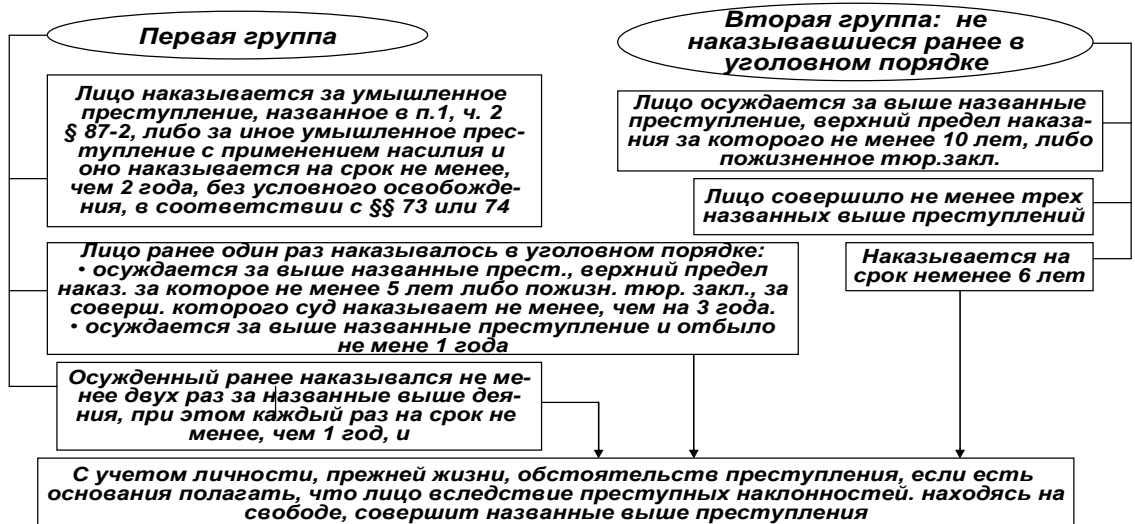 Первая группа
Лицо наказывается за умышленное
преступление, названное в п.1, ч. 2
§ 87-2, либо за иное умышленное прес-
тупление с применением насилия и
оно наказывается на срок не менее,
чем 2 года, без условного освобожде-
ния, в соответствии с §§ 73 или 74
Лицо ранее один раз наказывалось в уголовном порядке:
• осуждается за выше названные прест., верхний предел
наказ. за которое не менее 5 лет либо пожизн. тюр. закл., за
соверш. которого суд наказывает не менее, чем на 3 года.
• осуждается за выше названные преступление и отбыло
не мене 1 года
Осужденный ранее наказывался не ме-
нее двух раз за названные выше дея-
ния, при этом каждый раз на срок не
менее, чем 1 год, и
Вторая группа: не
наказывавшиеся ранее в
уголовном порядке
Лицо осуждается за выше названные
преступление, верхний предел наказа-
ния за которого не менее 10 лет, либо
пожизненное тюр.закл.
Лицо совершило не менее трех
названных выше преступлений
Наказывается на
срок неменее 6 лет
С учетом личности, прежней жизни, обстоятельств преступления, если есть
основания полагать, что лицо вследствие преступных наклонностей. находясь на
свободе, совершит названные выше преступления